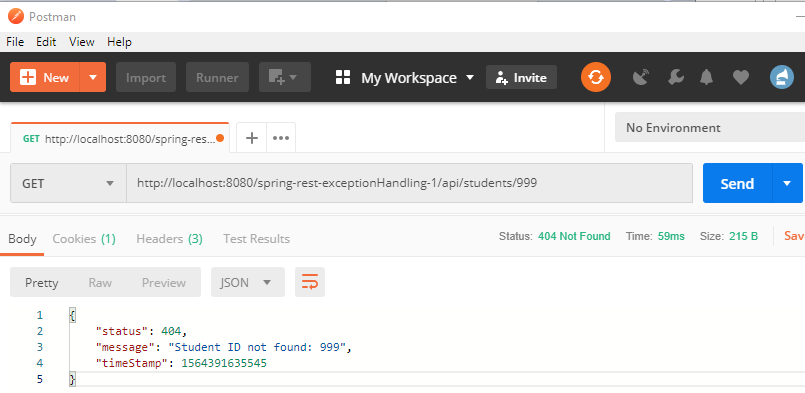 Postman
File Edit View Help
New Import Runner My Workspace Invite
GET http://localhost:8080/spring-res... + ••• No Environment
GET http://localhost:8080/spring-rest-exceptionHandling-1/api/students/999 Send
Body Cookies (1) Headers (3) Test Results Status: 404 Not Found Time: 59ms Size: 215 B Sav
Pretty Raw Preview JSON
1 {
2 "status": 404,
3 "message": "Student ID not found: 999",
4 "timeStamp": 1564391635545
5 }